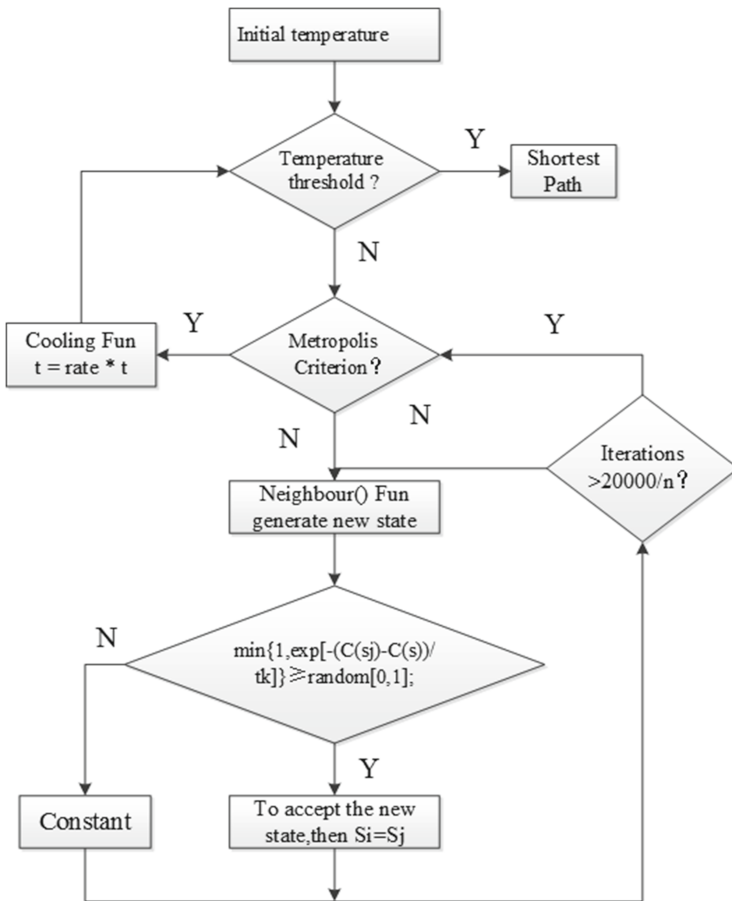 Initial temperature
Y
Temperature
threshold ?
Shortest
Path
N
Cooling Fun
t = rate * t
Y
Metropolis
Criterion?
Y
N
N
Iterations
>20000/n?
Neighbour() Fun
generate new state
N
min{1,exp[-(C(sj)-C(s))/
tk]}≥random[0,1];
Y
Constant
To accept the new
state,then Si=Sj